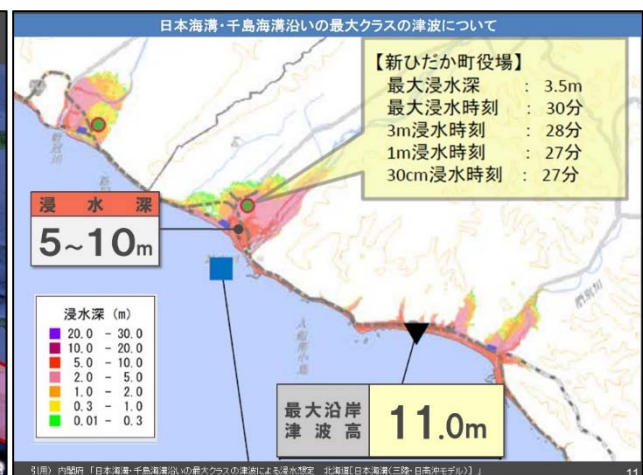 日本海溝・千島海溝沿いの最大クラスの津波について
【新ひだか町役場】
最大浸水深 : 3.5m
最大浸水時刻 : 30分
3m浸水時刻 : 28分
1m浸水時刻 : 27分
30cm浸水時刻 : 27分
浸水深
5~10m
浸水深 (m)
20.0 - 30.0
10.0 - 20.0
5.0 - 10.0
2.0 - 5.0
1.0 - 2.0
0.3 - 1.0
0.01 - 0.3
最大沿岸
津波高
11.0m
引用) 内閣府「日本海溝・千島海溝沿いの最大クラスの津波による浸水想定 北海道[日本海溝(三陸・日高沖モデル)]」
11